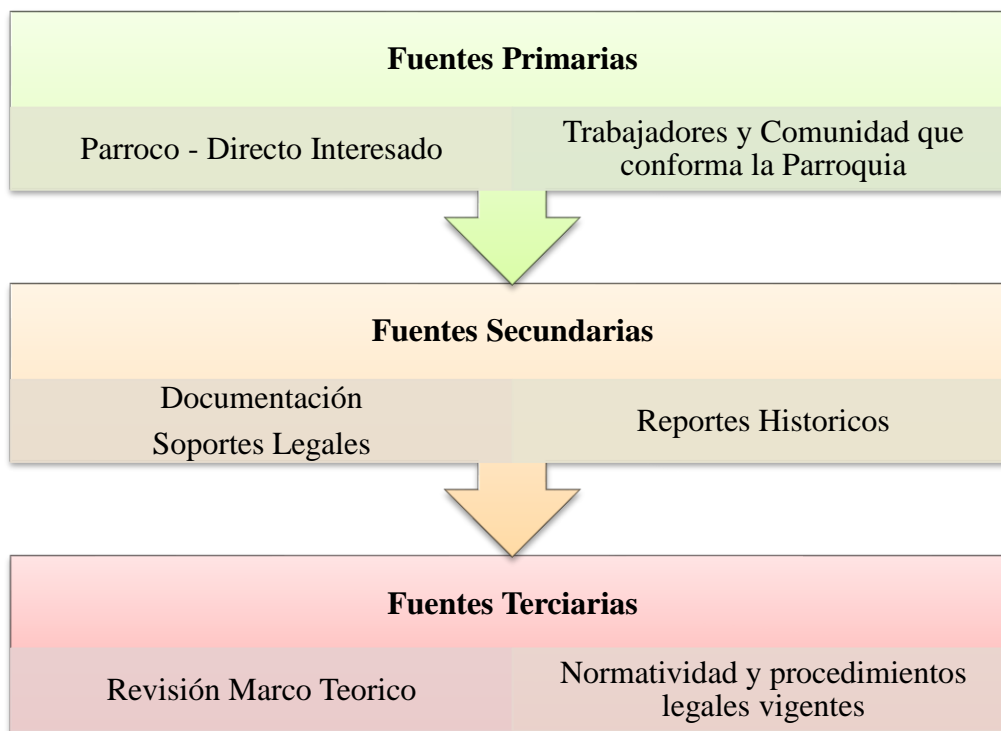 Fuentes Primarias
Parroco - Directo Interesado
Trabajadores y Comunidad que
conforma la Parroquia
Fuentes Secundarias
Documentación
Soportes Legales
Reportes Historicos
Fuentes Terciarias
Revisión Marco Teorico
Normatividad y procedimientos
legales vigentes